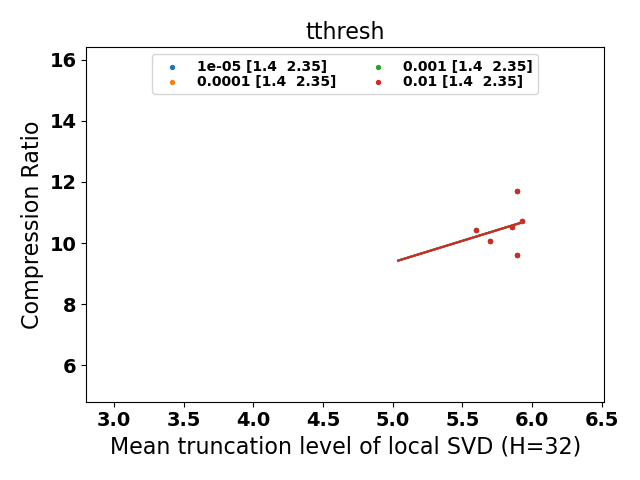 tthresh
1e-05 [1.4  2.35]
0.0001 [1.4  2.35]
0.001 [1.4  2.35]
0.01 [1.4  2.35]
Compression Ratio
16
14
12
10
8
6
3.0 3.5 4.0 4.5 5.0 5.5 6.0 6.5
Mean truncation level of local SVD (H=32)